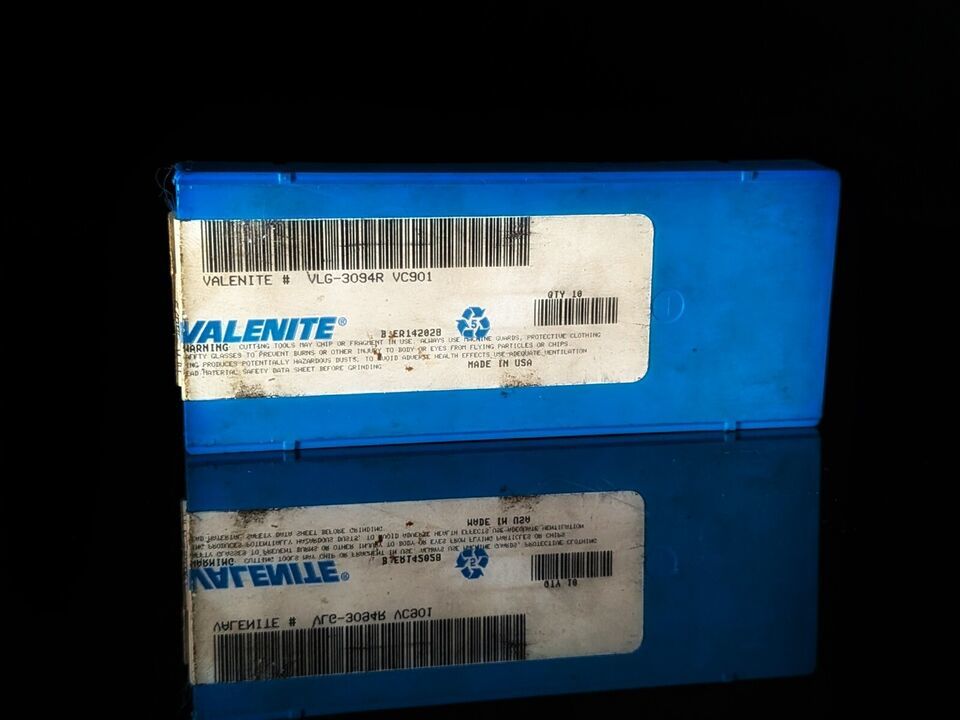 VALENITE # VLG-3094R VC901
QTY 10
VALENITE®
B:ER14202B
5
WARNING CUTTING TOOLS MAY CHIP OR FRAGMENT IN USE. ALWAYS USE MACHINE GUARDS, PROTECTIVE CLOTHING
SAFETY GLASSES TO PREVENT BURNS OR OTHER INJURY TO BODY OR EYES FROM FLYING PARTICLES OR CHIPS.
PRODUCES POTENTIALLY HAZARDOUS DUSTS. TO AVOID ADVERSE HEALTH EFFECTS USE ADEQUATE VENTILATION
MATERIAL SAFETY DATA SHEET BEFORE GRINDING
MADE IN USA